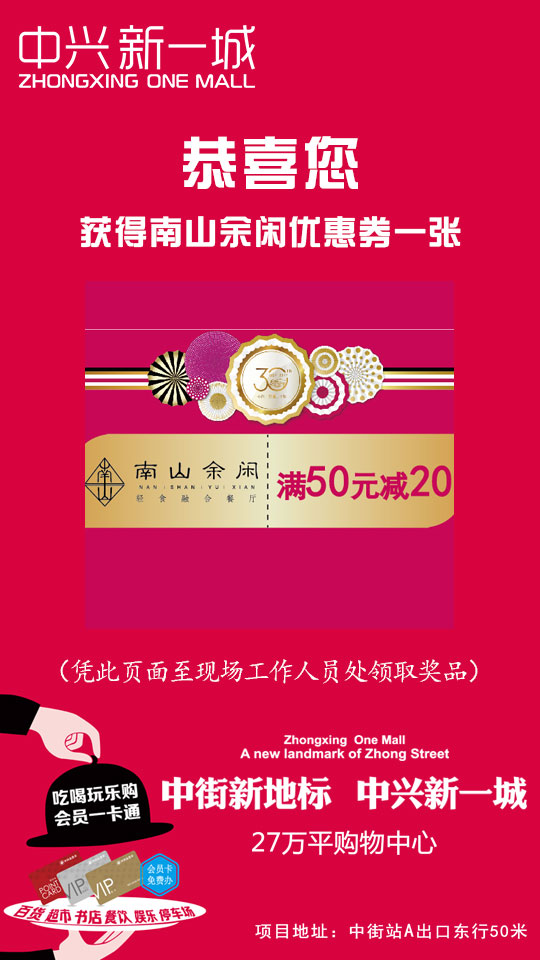 中兴新一城
ZHONGXING ONE MALL
恭喜您
获得南山余闲优惠券一张
30TH
南山
南山余闲
NAN SHAN YU XIAN
轻食融合餐厅
满50元减20
（凭此页面至现场工作人员处领取奖品）
Zhongxing One Mall
A new landmark of Zhong Street
吃喝玩乐购
会员一卡通
中街新地标 中兴新一城
27万平购物中心
POINT
CARD
VIP
VIP
会员卡
免费办
百货 超市 书店 餐饮 娱乐 停车场
项目地址：中街站A出口东行50米